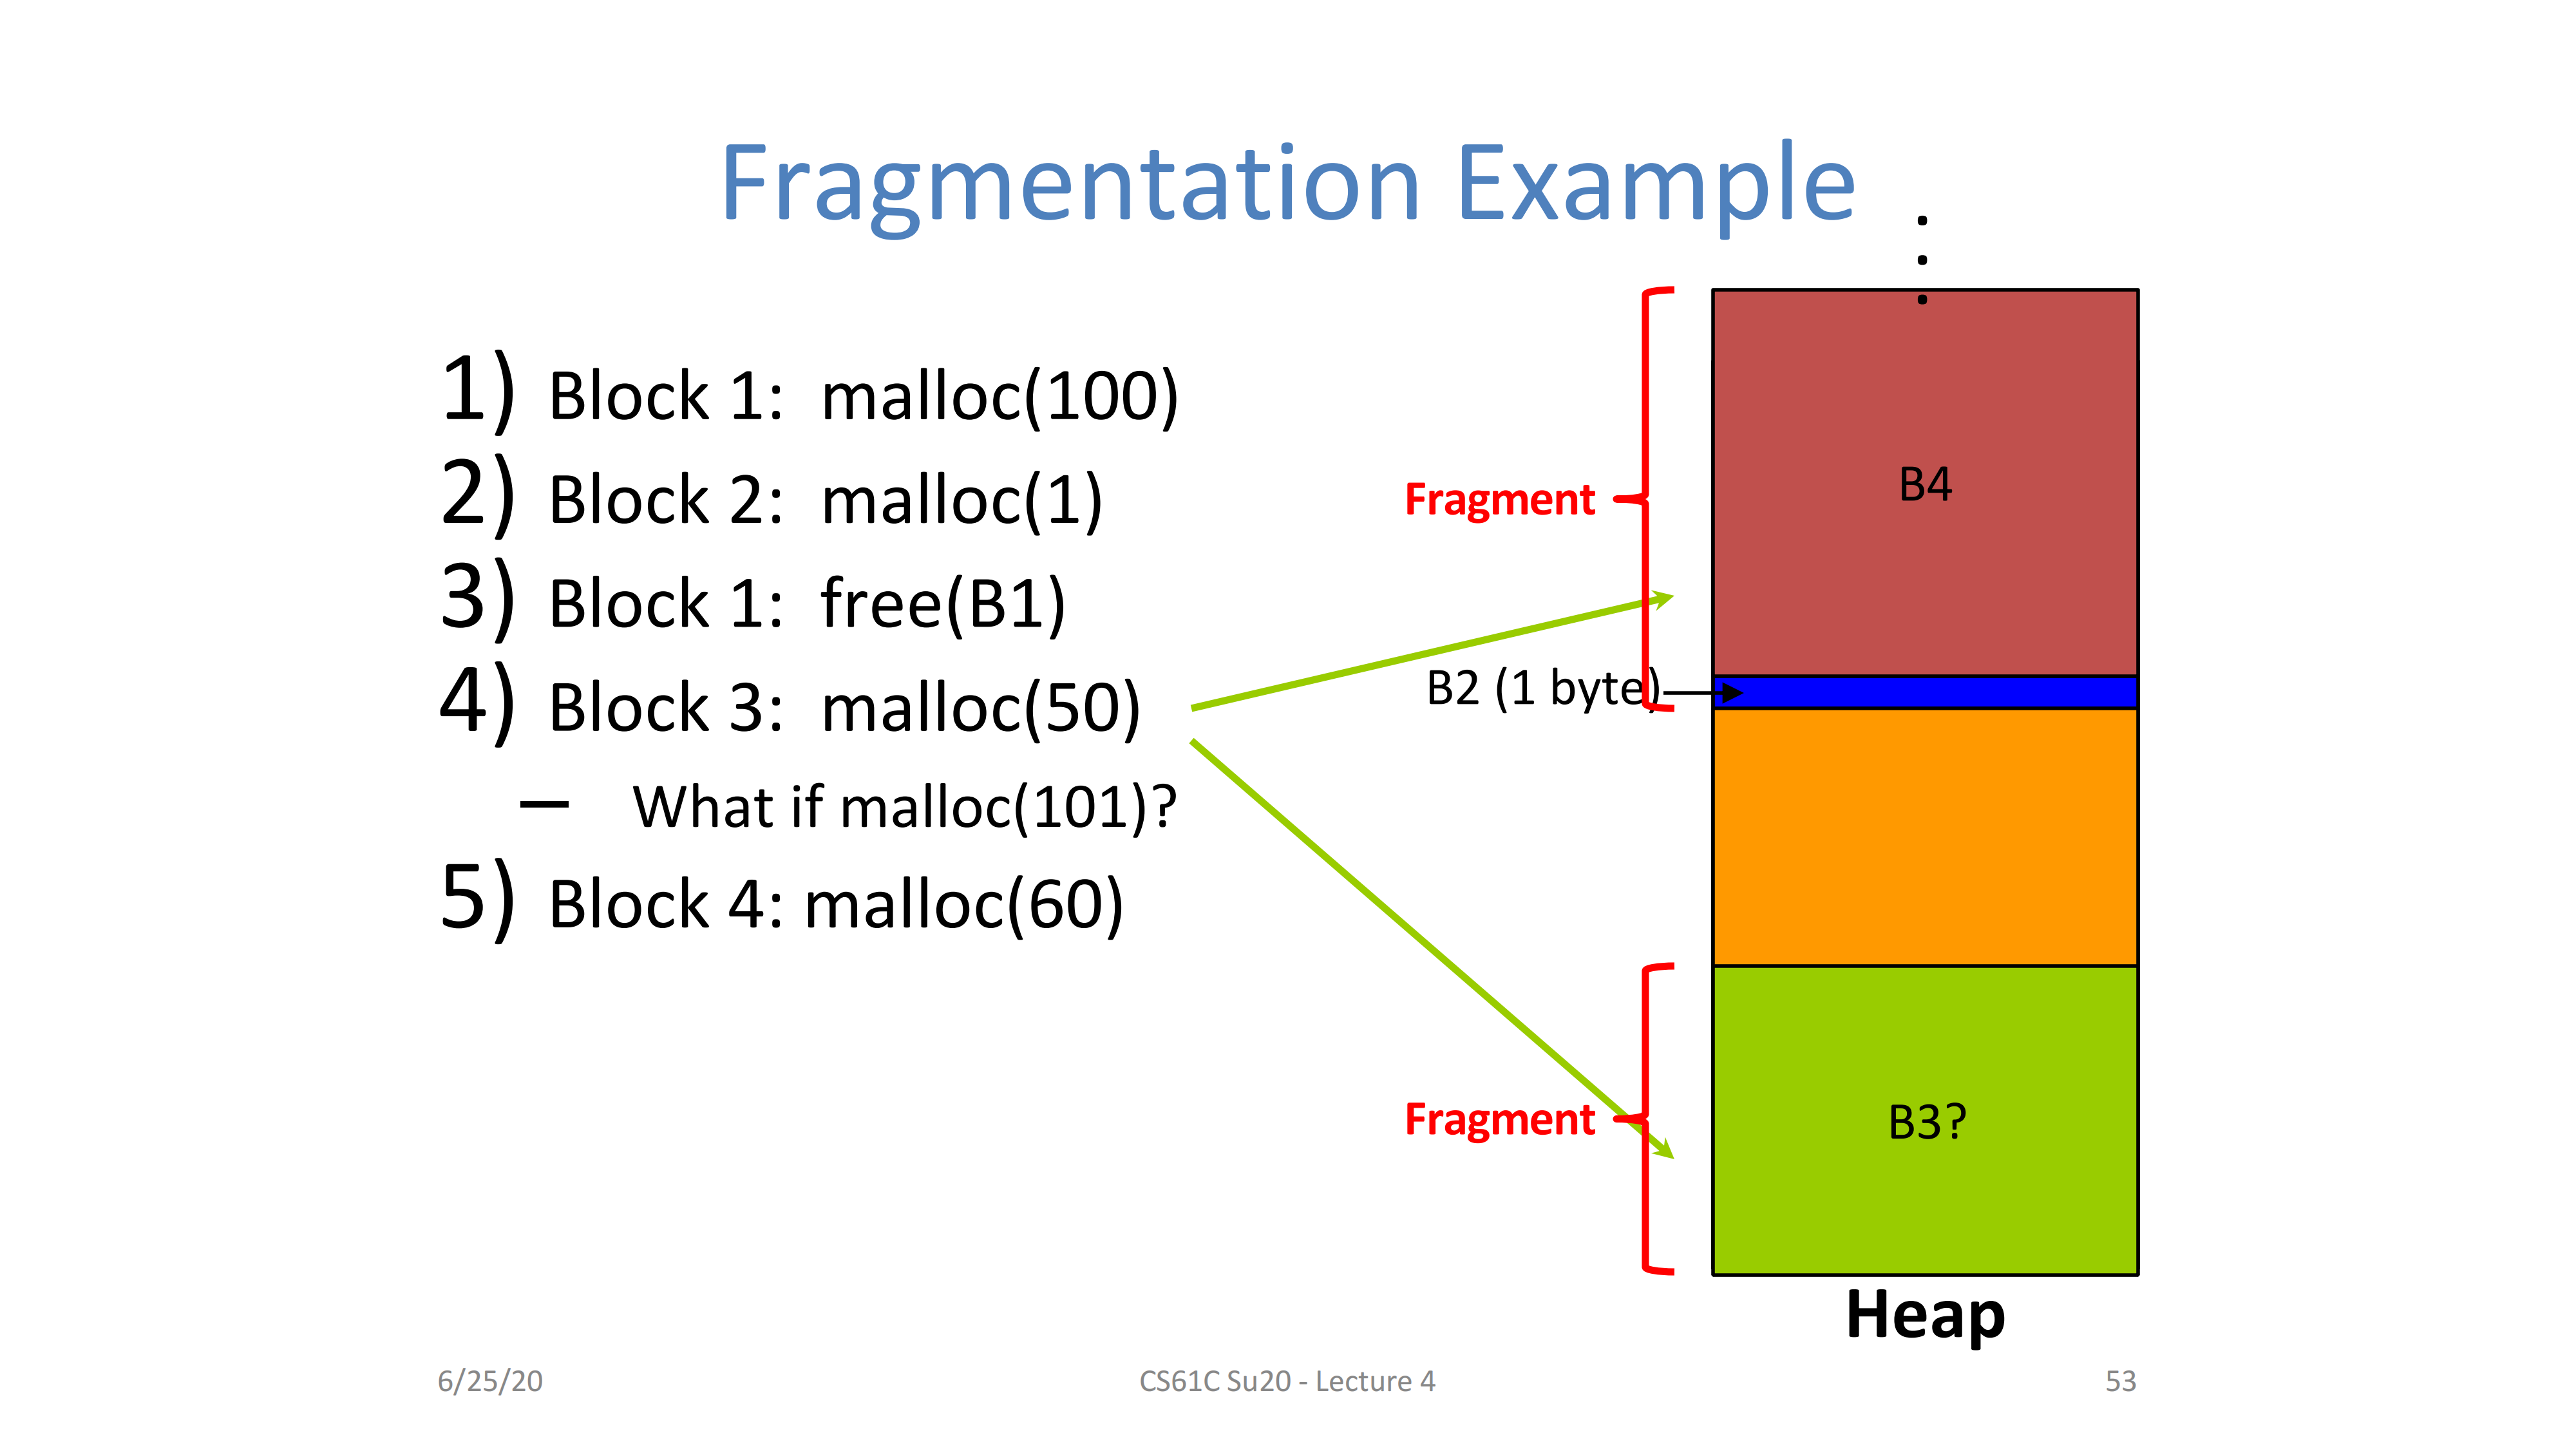 Fragmentation Example
1) Block 1: malloc(100)
2) Block 2: malloc(1)
3) Block 1: free(B1)
4) Block 3: malloc(50)
– What if malloc(101)?
5) Block 4: malloc(60)
Fragment
B4
B2 (1 byte)
Fragment
B3?
Heap
6/25/20
CS61C Su20 - Lecture 4
53